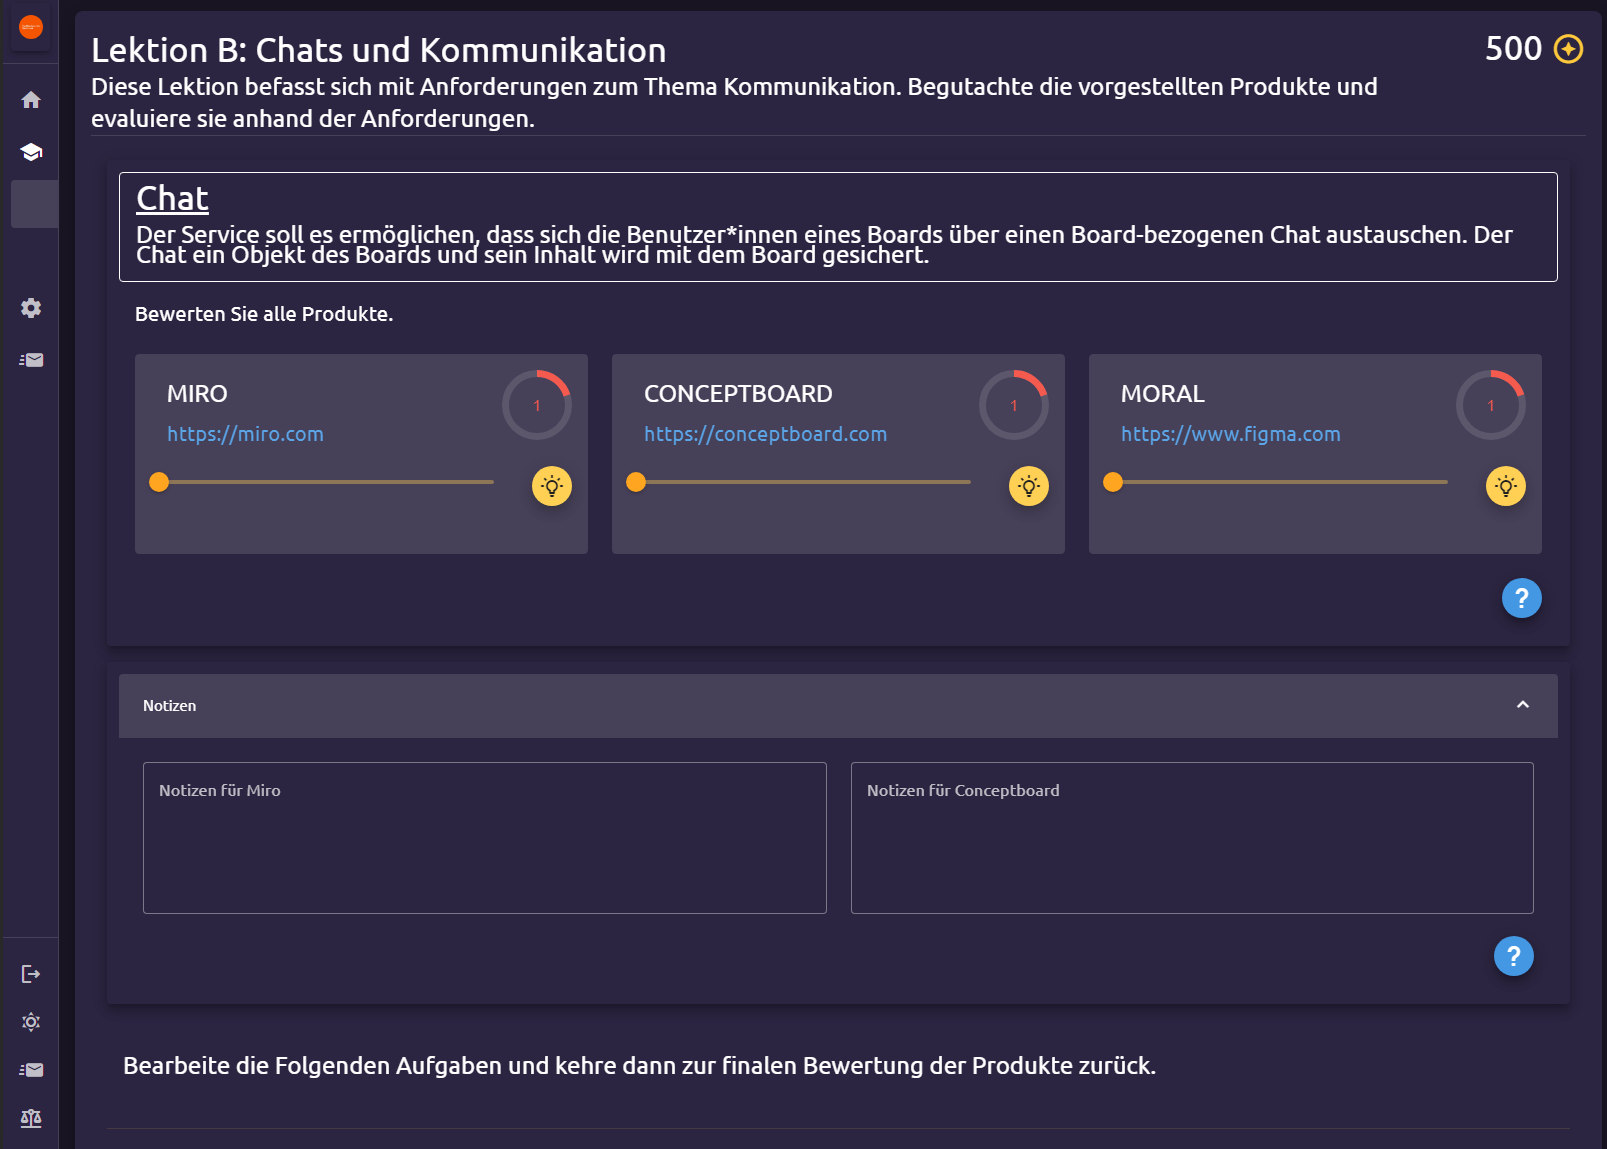 Lektion B: Chats und Kommunikation
500
Diese Lektion befasst sich mit Anforderungen zum Thema Kommunikation. Begutachte die vorgestellten Produkte und
evaluiere sie anhand der Anforderungen.
Chat
Der Service soll es ermöglichen, dass sich die Benutzer*innen eines Boards über einen Board-bezogenen Chat austauschen. Der
Chat ein Objekt des Boards und sein Inhalt wird mit dem Board gesichert.
Bewerten Sie alle Produkte.
MIRO
1
https://miro.com
CONCEPTBOARD
1
https://conceptboard.com
MORAL
1
https://www.figma.com
?
Notizen
Notizen für Miro
Notizen für Conceptboard
?
Bearbeite die Folgenden Aufgaben und kehre dann zur finalen Bewertung der Produkte zurück.